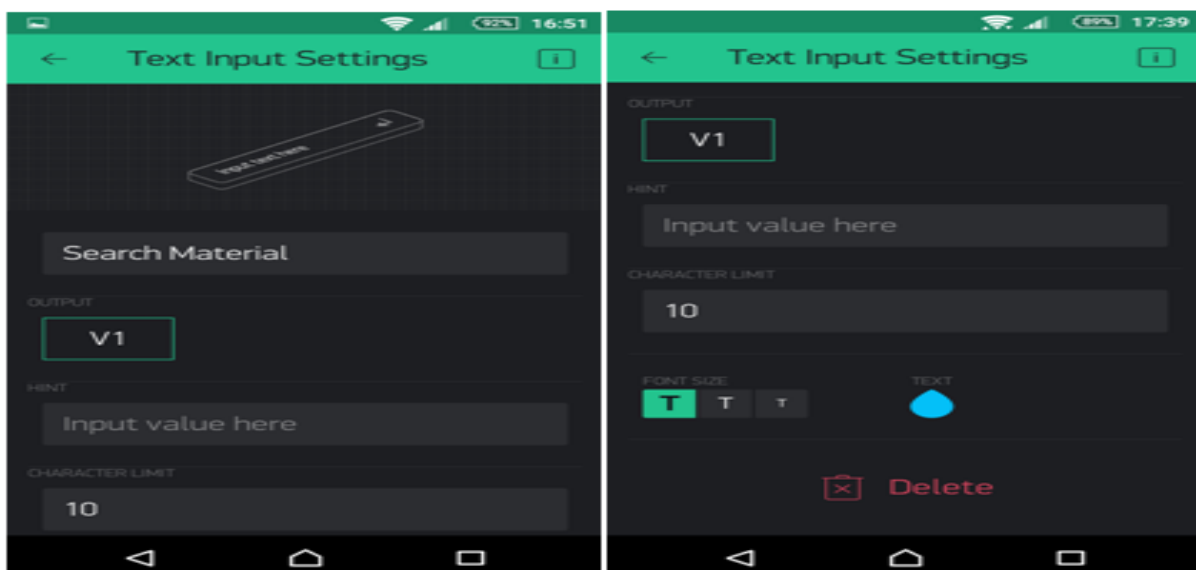 92% 16:51
Text Input Settings
i
Input text here
Search Material
OUTPUT
V1
HINT
Input value here
CHARACTER LIMIT
10
89% 17:39
Text Input Settings
i
OUTPUT
V1
HINT
Input value here
CHARACTER LIMIT
10
FONT SIZE TEXT
T T T
Delete